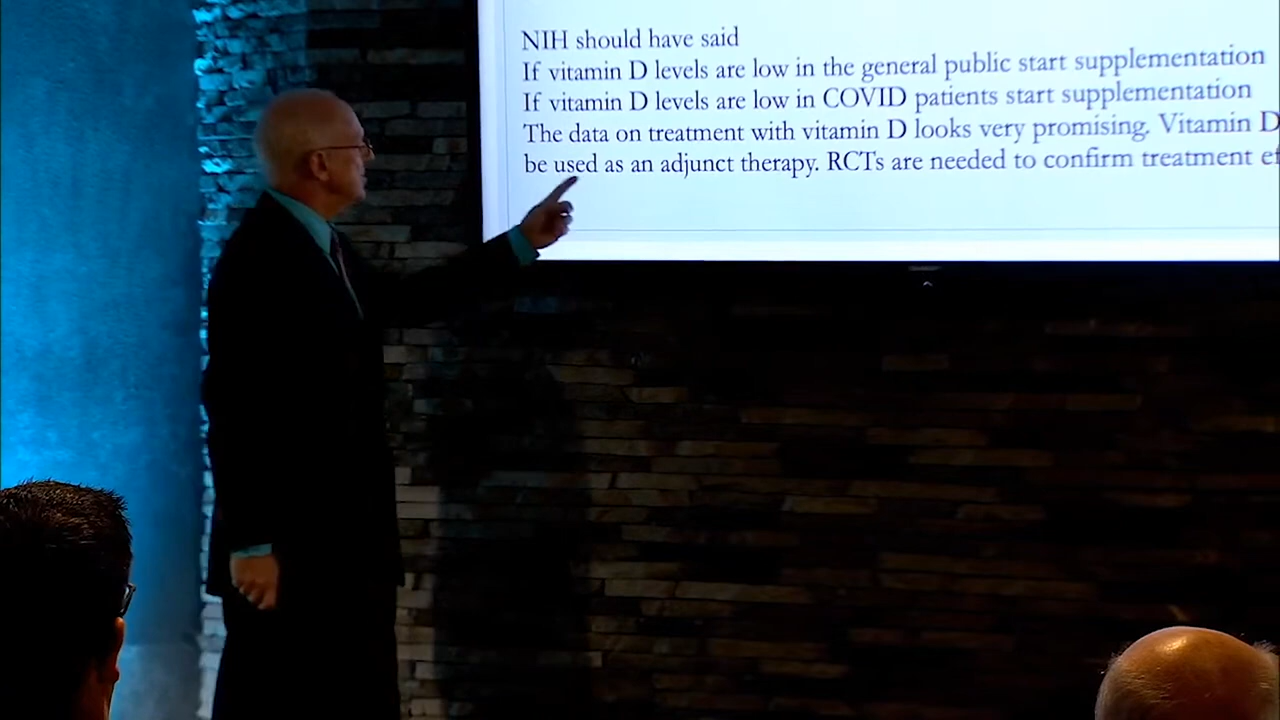 NIH should have said
If vitamin D levels are low in the general public start supplementation
If vitamin D levels are low in COVID patients start supplementation
The data on treatment with vitamin D looks very promising. Vitamin D
be used as an adjunct therapy. RCTs are needed to confirm treatment